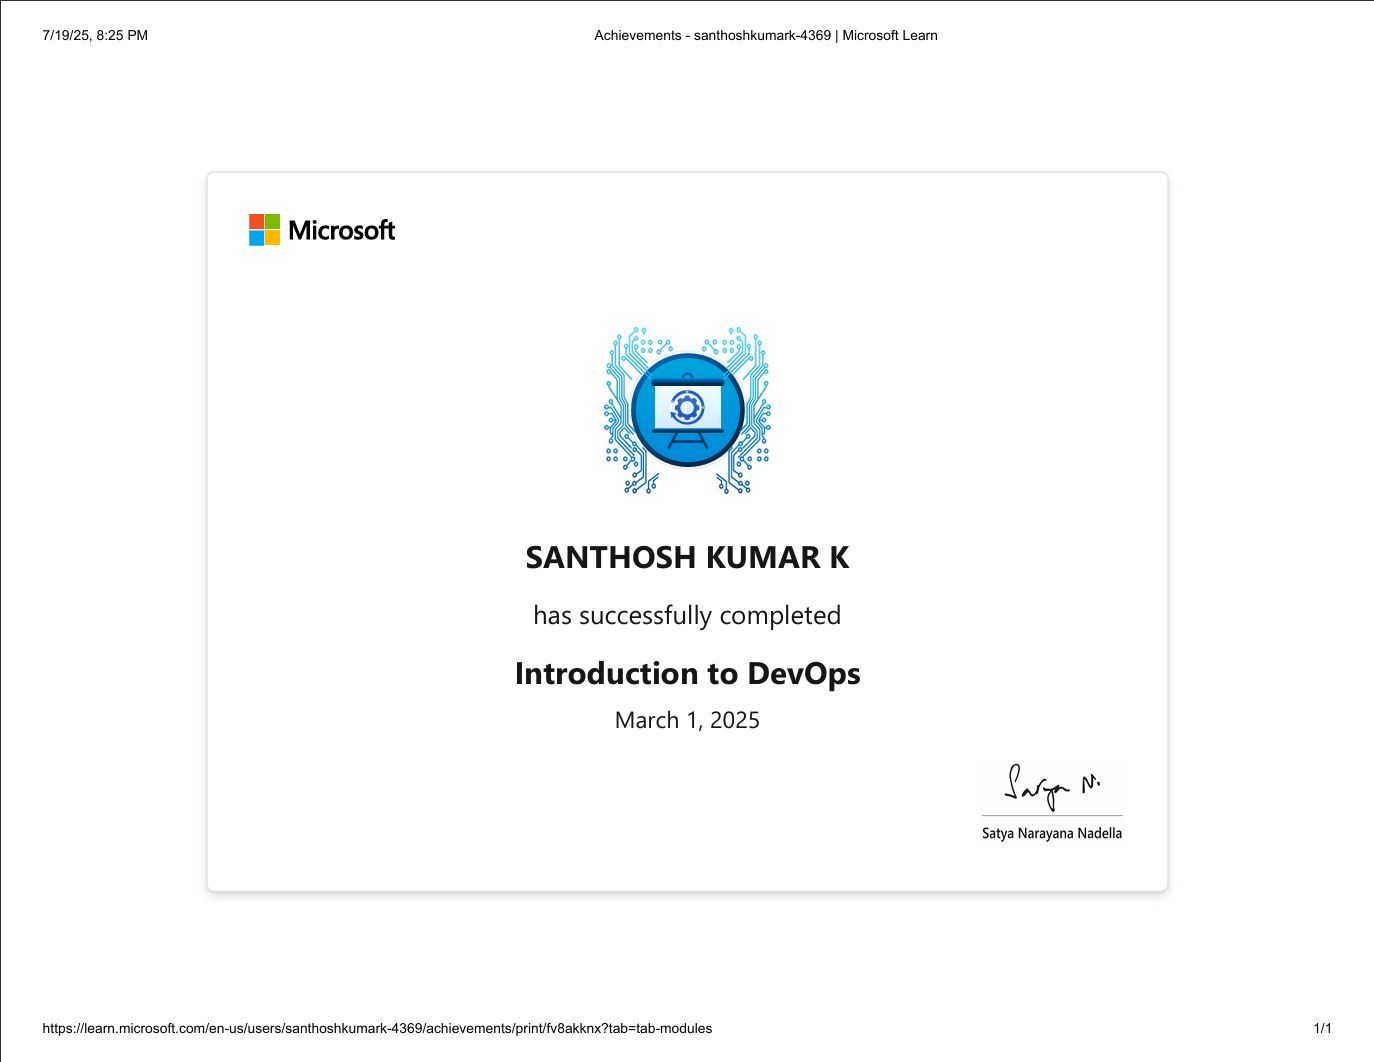 7/19/25, 8:25 PM
Achievements - santhoshkumark-4369 | Microsoft Learn
Microsoft
SANTHOSH KUMAR K
has successfully completed
Introduction to DevOps
March 1, 2025
Satya N.
Satya Narayana Nadella
https://learn.microsoft.com/en-us/users/santhoshkumark-4369/achievements/print/fv8akknx?tab=tab-modules
1/1